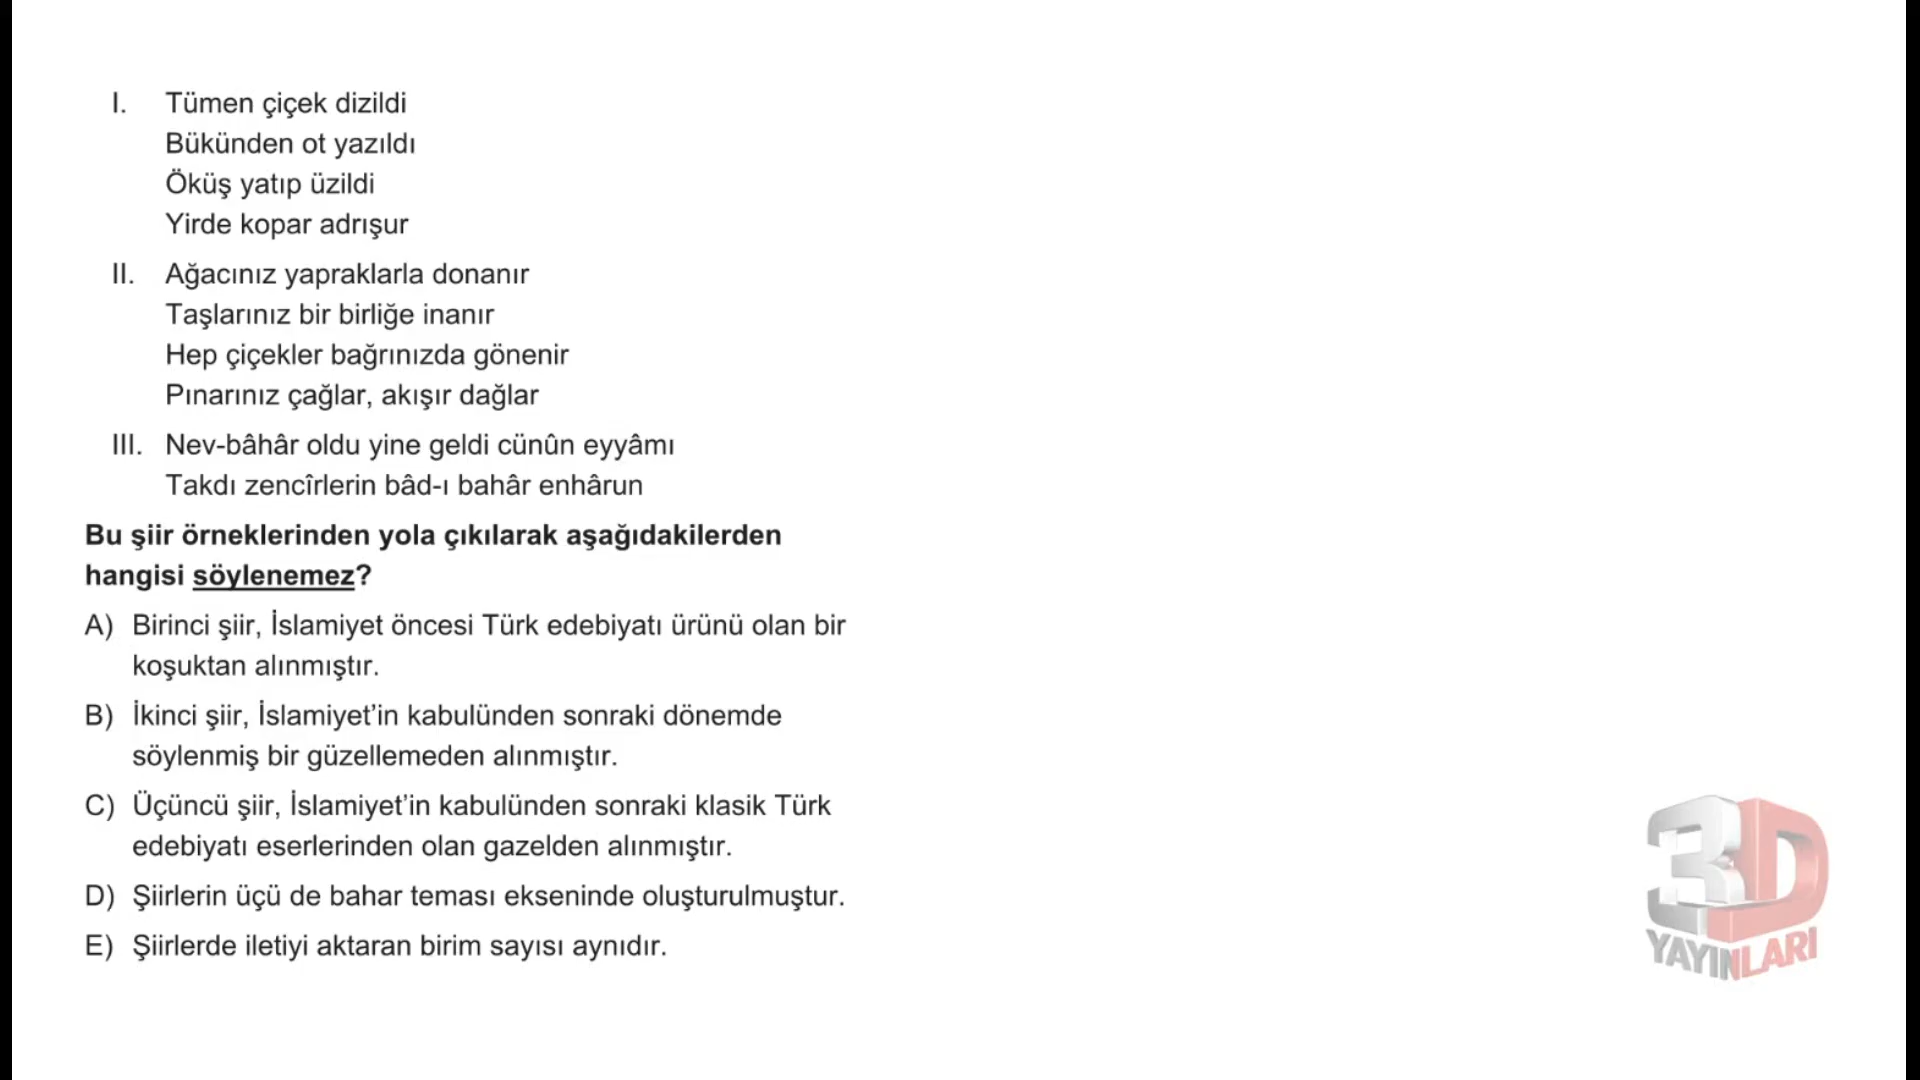 I. Tümen çiçek dizildi
Bükünden ot yazıldı
Öküş yatıp üzildi
Yirde kopar adrışur
II. Ağacınız yapraklarla donanır
Taşlarınız bir birliğe inanır
Hep çiçekler bağrınızda gönenir
Pınarınız çağlar, akışır dağlar
III. Nev-bâhâr oldu yine geldi cünûn eyyâmı
Takdı zencîrlerin bâd-ı bahâr enhârun
Bu şiir örneklerinden yola çıkılarak aşağıdakilerden
hangisi söylenemez?
A) Birinci şiir, İslamiyet öncesi Türk edebiyatı ürünü olan bir
koşuktan alınmıştır.
B) İkinci şiir, İslamiyet’in kabulünden sonraki dönemde
söylenmiş bir güzellemeden alınmıştır.
C) Üçüncü şiir, İslamiyet’in kabulünden sonraki klasik Türk
edebiyatı eserlerinden olan gazelden alınmıştır.
D) Şiirlerin üçü de bahar teması ekseninde oluşturulmuştur.
E) Şiirlerde iletiyi aktaran birim sayısı aynıdır.
3D
YAYINLARI